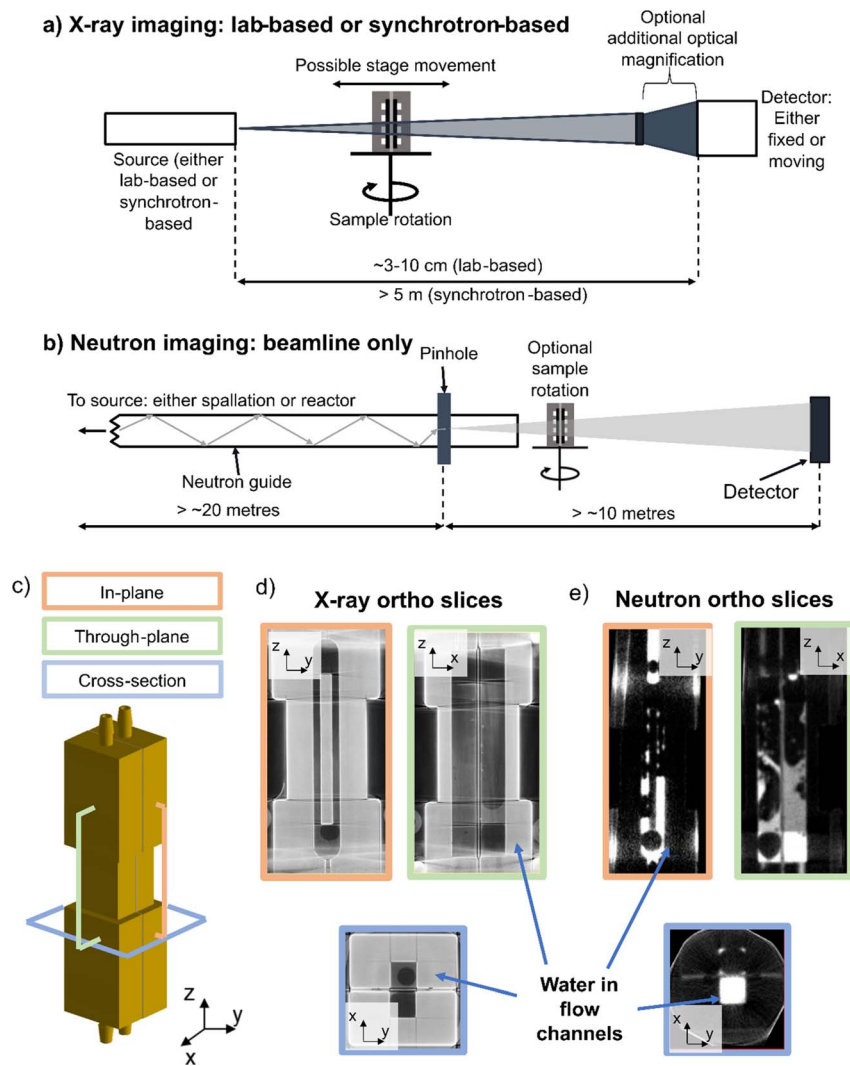 a) X-ray imaging: lab-based or synchrotron-based
Optional
additional optical
magnification
Possible stage movement
Detector:
Either
fixed or
moving
Source (either
lab-based or
synchrotron-
based
Sample rotation
~3-10 cm (lab-based)
> 5 m (synchrotron-based)
b) Neutron imaging: beamline only
Pinhole
Optional
sample
rotation
To source: either spallation or reactor
Neutron guide
Detector
> ~20 metres
> ~10 metres
c)
In-plane
Through-plane
Cross-section
z
y
x
d)
X-ray ortho slices
z
y
z
x
x
y
e)
Neutron ortho slices
z
y
z
x
x
y
Water in
flow
channels